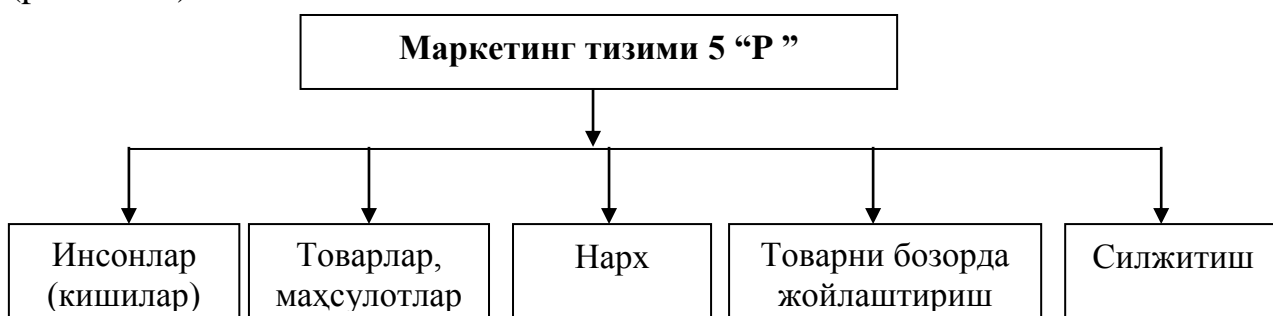 Маркетинг тизими 5 “P ”
Инсонлар
(кишилар)
Товарлар,
маҳсулотлар
Нарх
Товарни бозорда
жойлаштириш
Силжитиш